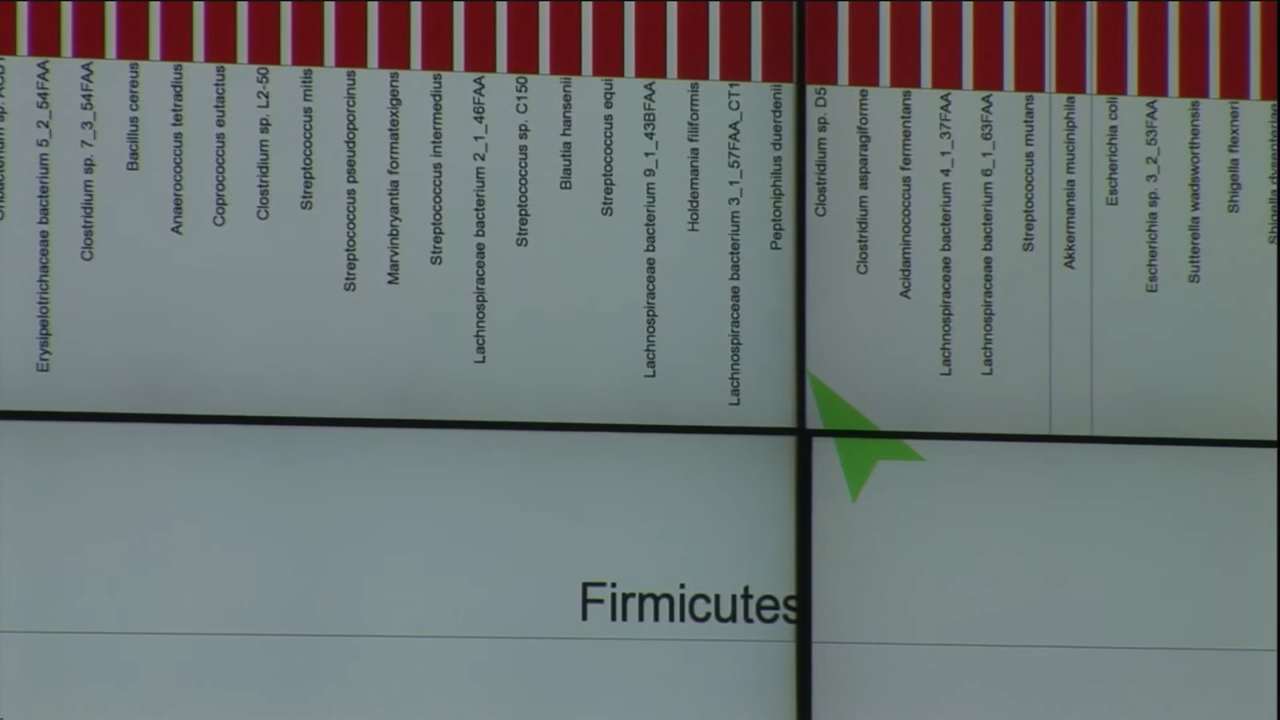 Erysipelotrichaceae bacterium 5_2_54FAA
Clostridium sp. 7_3_54FAA
Bacillus cereus
Anaerococcus tetradius
Coprococcus eutactus
Clostridium sp. L2-50
Streptococcus mitis
Streptococcus pseudoporcinus
Marvinbryantia formatexigens
Streptococcus intermedius
Lachnospiraceae bacterium 2_1_46FAA
Streptococcus sp. C150
Blautia hansenii
Streptococcus equi
Lachnospiraceae bacterium 9_1_43BFAA
Holdemania filiformis
Lachnospiraceae bacterium 3_1_57FAA_CT1
Peptoniphilus duerdenii
Clostridium sp. D5
Clostridium asparagiforme
Acidaminococcus fermentans
Lachnospiraceae bacterium 4_1_37FAA
Lachnospiraceae bacterium 6_1_63FAA
Streptococcus mutans
Akkermansia muciniphila
Escherichia coli
Escherichia sp. 3_2_53FAA
Sutterella wadsworthensis
Shigella flexneri
Firmicutes